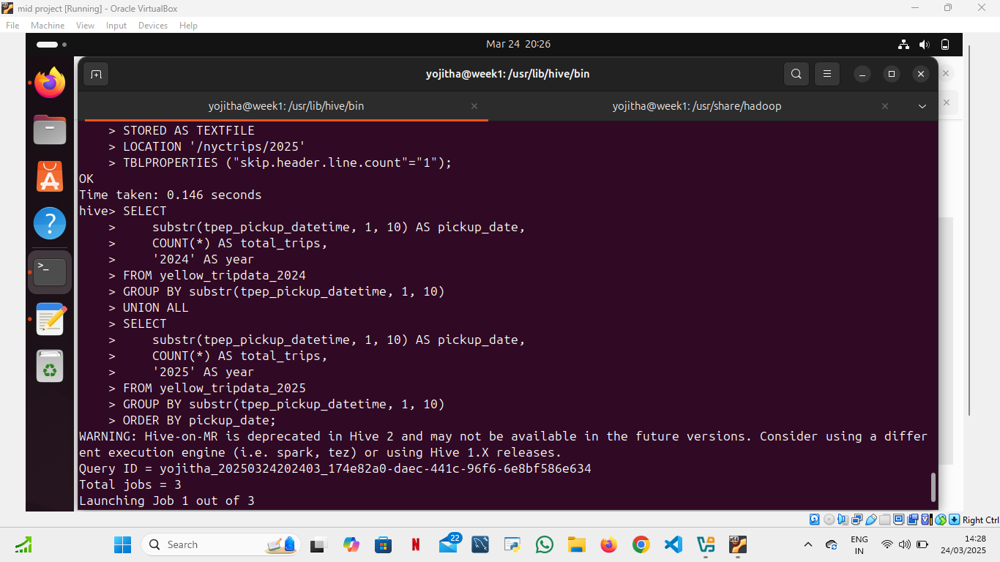 mid project [Running] - Oracle VirtualBox
File Machine View Input Devices Help
Mar 24 20:26
yojitha@week1: /usr/lib/hive/bin
yojitha@week1: /usr/lib/hive/bin
yojitha@week1: /usr/share/hadoop
    > STORED AS TEXTFILE
    > LOCATION '/nyctrips/2025'
    > TBLPROPERTIES ("skip.header.line.count"="1");
OK
Time taken: 0.146 seconds
hive> SELECT
    >     substr(tpep_pickup_datetime, 1, 10) AS pickup_date,
    >     COUNT(*) AS total_trips,
    >     '2024' AS year
    > FROM yellow_tripdata_2024
    > GROUP BY substr(tpep_pickup_datetime, 1, 10)
    > UNION ALL
    > SELECT
    >     substr(tpep_pickup_datetime, 1, 10) AS pickup_date,
    >     COUNT(*) AS total_trips,
    >     '2025' AS year
    > FROM yellow_tripdata_2025
    > GROUP BY substr(tpep_pickup_datetime, 1, 10)
    > ORDER BY pickup_date;
WARNING: Hive-on-MR is deprecated in Hive 2 and may not be available in the future versions. Consider using a differ
ent execution engine (i.e. spark, tez) or using Hive 1.X releases.
Query ID = yojitha_20250324202403_174e82a0-daec-441c-96f6-6e8bf586e634
Total jobs = 3
Launching Job 1 out of 3
Right Ctrl
Search
22
ENG
IN
14:28
24/03/2025